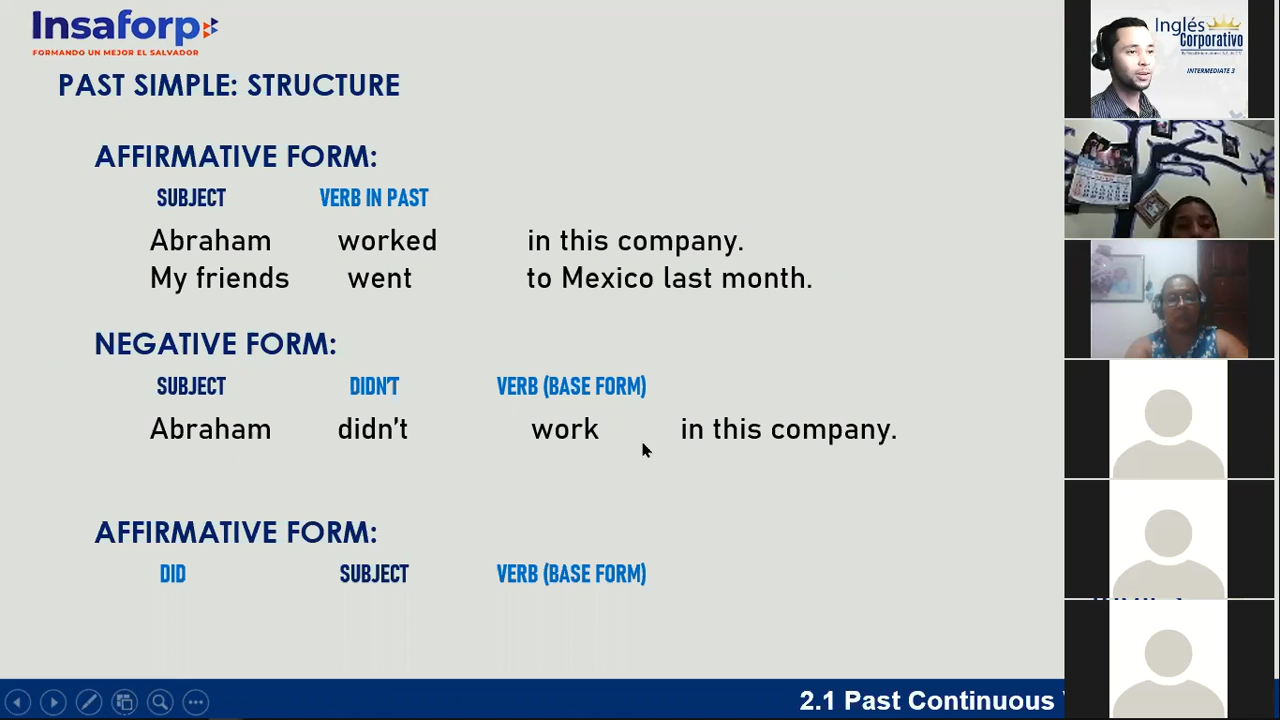 Insaforp
FORMANDO UN MEJOR EL SALVADOR
PAST SIMPLE: STRUCTURE
AFFIRMATIVE FORM:
SUBJECT VERB IN PAST
Abraham worked in this company.
My friends went to Mexico last month.
NEGATIVE FORM:
SUBJECT DIDN'T VERB (BASE FORM)
Abraham didn't work in this company.
AFFIRMATIVE FORM:
DID SUBJECT VERB (BASE FORM)
2.1 Past Continuous
Inglés
Corporativo
INTERMEDIATE 3